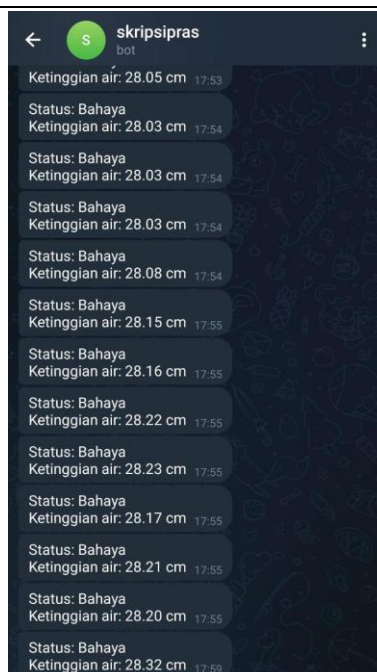 skripsipras
S
bot
Ketinggian air: 28.05 cm 17:53
Status: Bahaya
Ketinggian air: 28.03 cm 17:54
Status: Bahaya
Ketinggian air: 28.03 cm 17:54
Status: Bahaya
Ketinggian air: 28.03 cm 17:54
Status: Bahaya
Ketinggian air: 28.08 cm 17:54
Status: Bahaya
Ketinggian air: 28.15 cm 17:55
Status: Bahaya
Ketinggian air: 28.16 cm 17:55
Status: Bahaya
Ketinggian air: 28.22 cm 17:55
Status: Bahaya
Ketinggian air: 28.23 cm 17:55
Status: Bahaya
Ketinggian air: 28.17 cm 17:55
Status: Bahaya
Ketinggian air: 28.21 cm 17:55
Status: Bahaya
Ketinggian air: 28.20 cm 17:55
Status: Bahaya
Ketinggian air: 28.32 cm 17:59